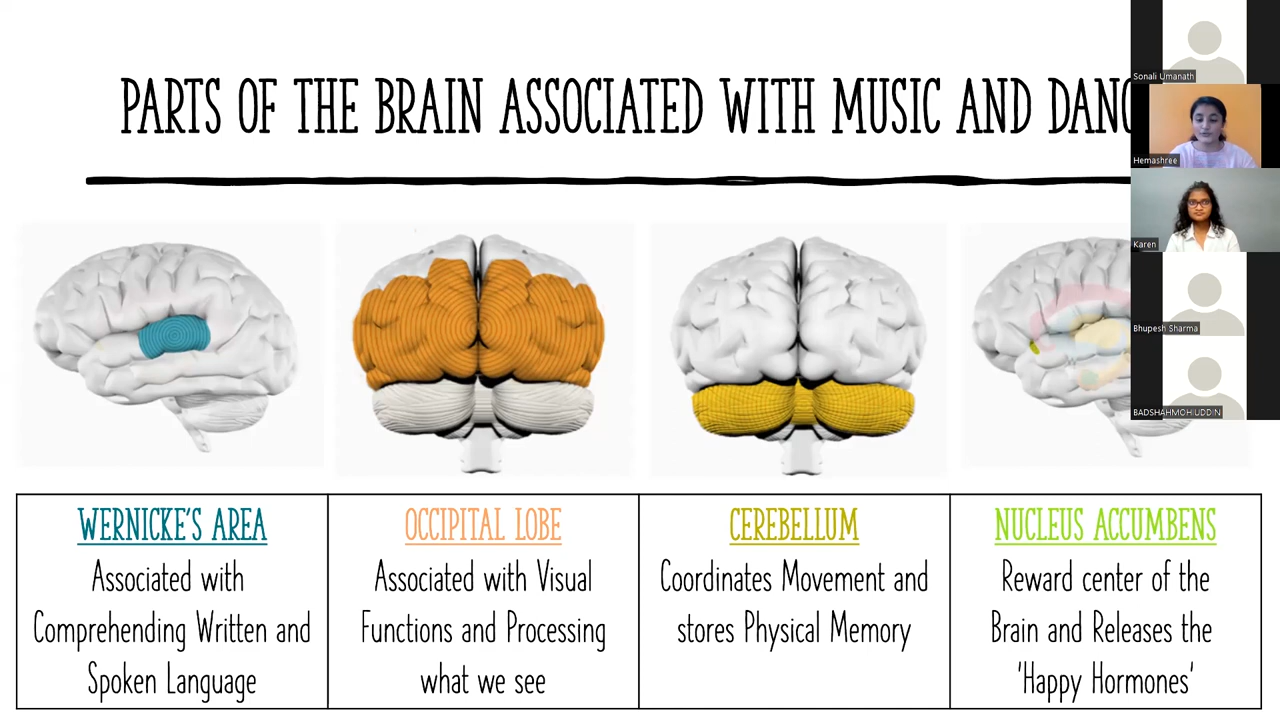 PARTS OF THE BRAIN ASSOCIATED WITH MUSIC AND
Sonali Umanath
Hemashree
Karen
Bhupesh Sharma
BADSHAHMOHIUDDIN
WERNICKE'S AREA
Associated with
Comprehending Written and
Spoken Language
OCCIPITAL LOBE
Associated with Visual
Functions and Processing
what we see
CEREBELLUM
Coordinates Movement and
stores Physical Memory
NUCLEUS ACCUMBENS
Reward center of the
Brain and Releases the
'Happy Hormones'